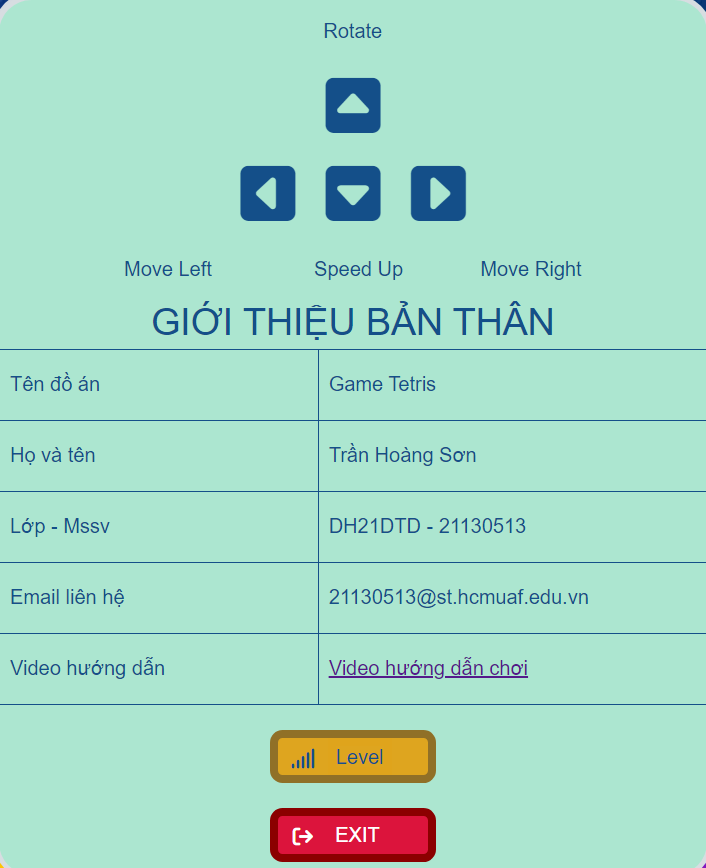 Rotate
Move Left Speed Up Move Right
GIỚI THIỆU BẢN THÂN
Tên đồ án Game Tetris
Họ và tên Trần Hoàng Sơn
Lớp - Mssv DH21DTD - 21130513
Email liên hệ 21130513@st.hcmuaf.edu.vn
Video hướng dẫn Video hướng dẫn chơi
Level
EXIT